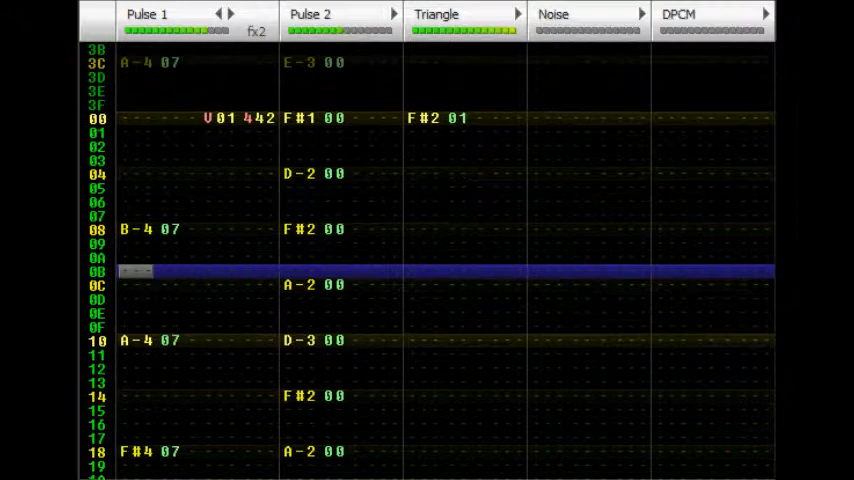 Pulse 1 Pulse 2 Triangle Noise DPCM
fx2
3B
3C A-4 07 E-3 00
3D
3E
3F
00 --- V01 442 F#1 00 F#2 01
01
02
03
04 D-2 00
05
06
07
08 B-4 07 F#2 00
09
0A
0B ---
0C A-2 00
0D
0E
0F
10 A-4 07 D-3 00
11
12
13
14 F#2 00
15
16
17
18 F#4 07 A-2 00
19